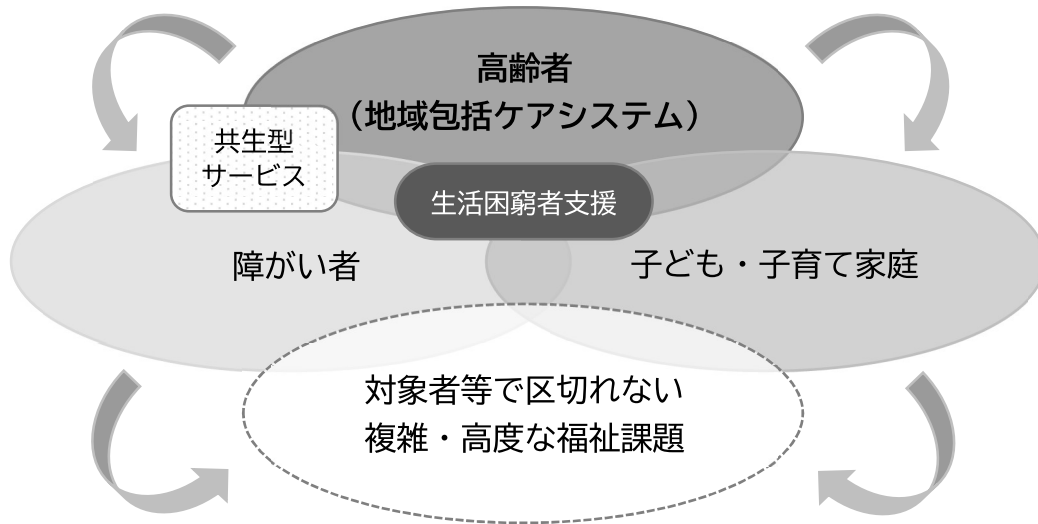 高齢者
（地域包括ケアシステム）
共生型
サービス
生活困窮者支援
障がい者
子ども・子育て家庭
対象者等で区切れない
複雑・高度な福祉課題